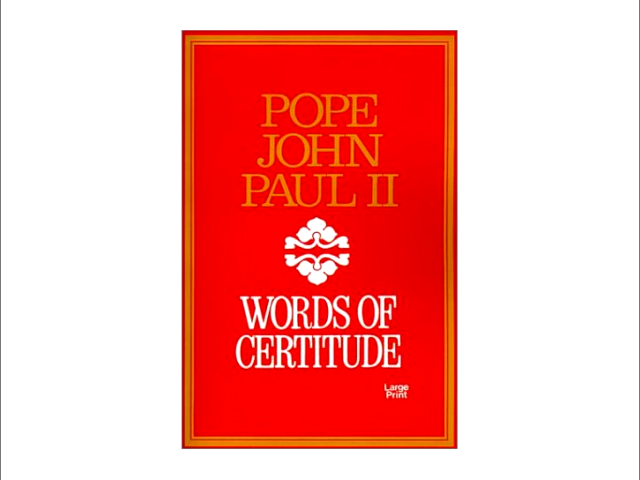 POPE
JOHN
PAUL II
WORDS OF
CERTITUDE
Large
Print